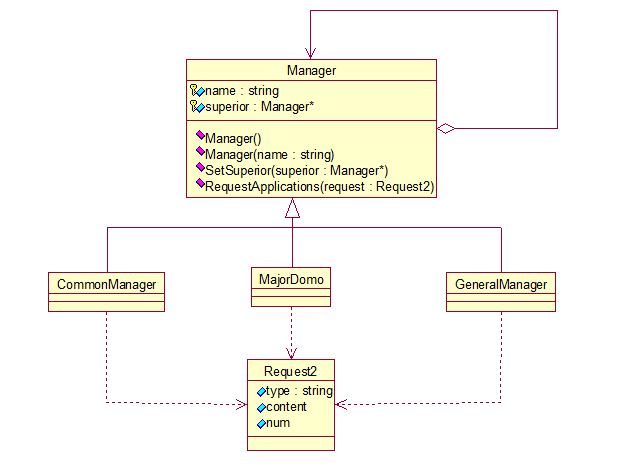 Manager
name : string
superior : Manager*
Manager()
Manager(name : string)
SetSuperior(superior : Manager*)
RequestApplications(request : Request2)
CommonManager
MajorDomo
GeneralManager
Request2
type : string
content
num